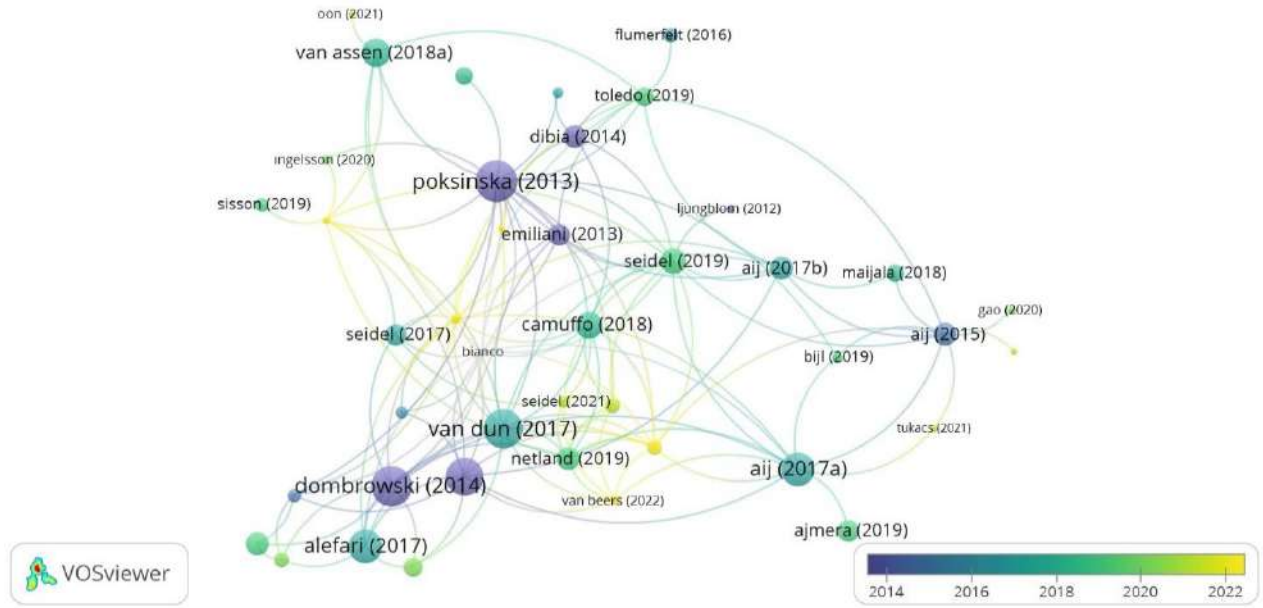 oon (2021)
flumerfelt (2016)
van assen (2018a)
toledo (2019)
dibia (2014)
ingelsson (2020)
poksinska (2013)
sisson (2019)
ljungblom (2012)
emiliani (2013)
seidel (2019)
aij (2017b)
maijala (2018)
gao (2020)
camuffo (2018)
seidel (2017)
aij (2015)
bianco
bijl (2019)
seidel (2021)
van dun (2017)
tukacs (2021)
netland (2019)
aij (2017a)
dombrowski (2014)
van beers (2022)
ajmera (2019)
alefari (2017)
VOSviewer
2014 2016 2018 2020 2022